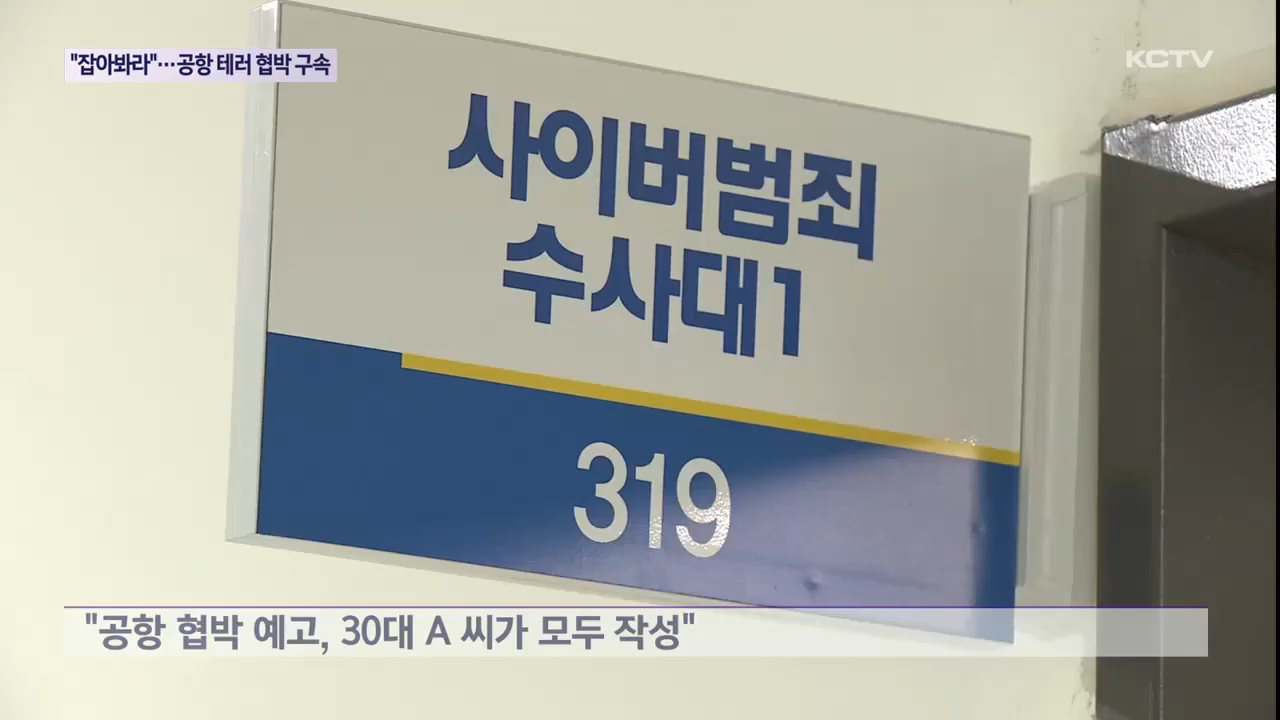 "잡아봐라"…공항 테러 협박 구속
KCTV
사이버범죄
수사대1
319
"공항 협박 예고, 30대 A 씨가 모두 작성"